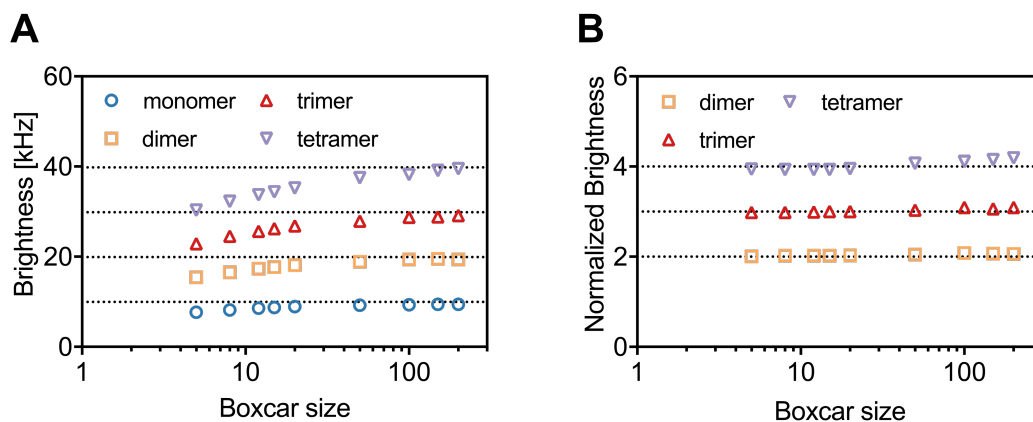 A
B
60
40
20
0
Brightness [kHz]
monomer
trimer
dimer
tetramer
1
10
100
Boxcar size
6
4
2
0
Normalized Brightness
dimer
tetramer
trimer
1
10
100
Boxcar size